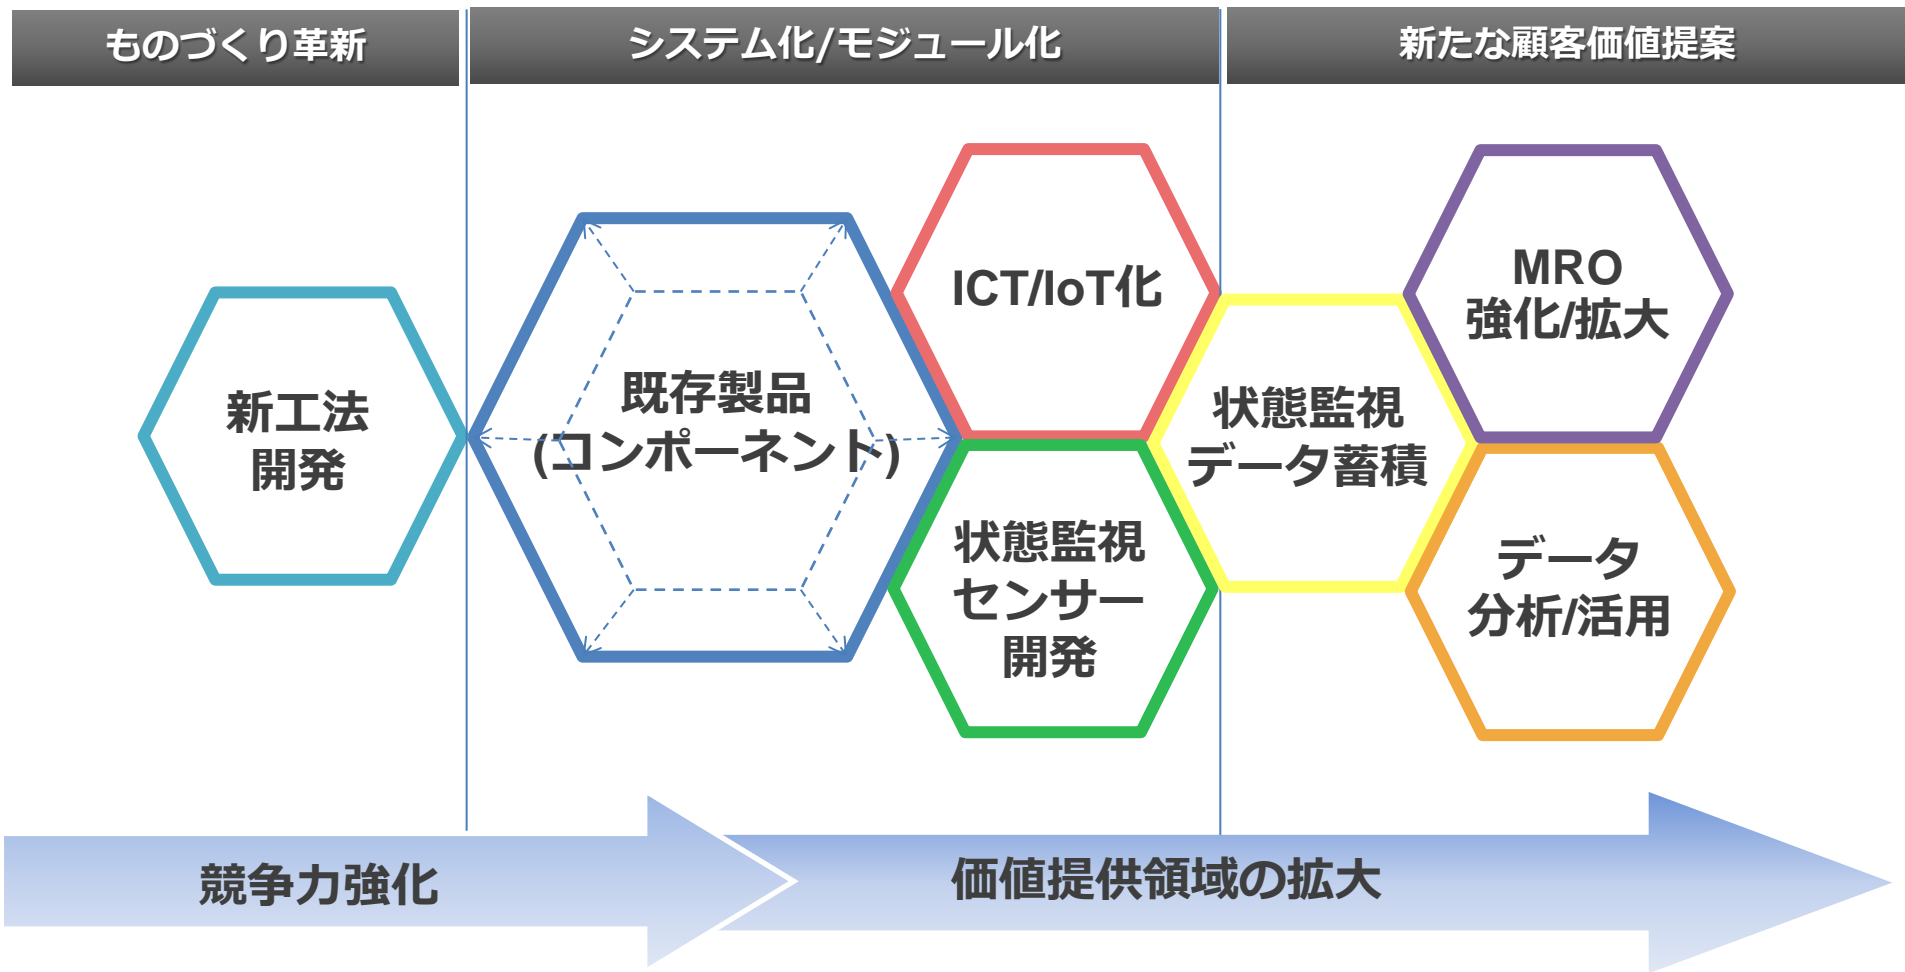 ものづくり革新
システム化/モジュール化
新たな顧客価値提案
新工法
開発
既存製品
(コンポーネント)
ICT/IoT化
状態監視
センサー
開発
状態監視
データ蓄積
MRO
強化/拡大
データ
分析/活用
競争力強化
価値提供領域の拡大